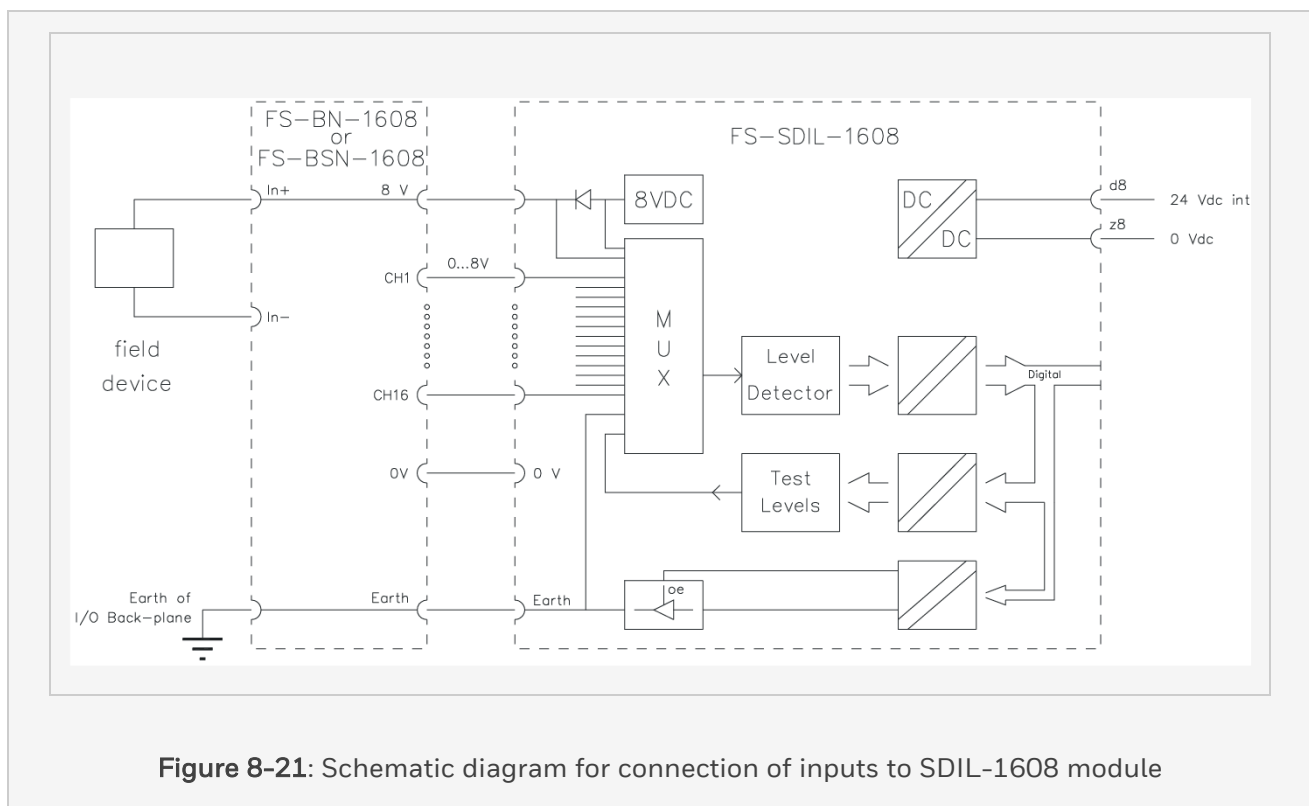 FS-BN-1608
or
FS-BSN-1608
FS-SDIL-1608
In+
8 V
8VDC
DC
DC
d8
24 Vdc int
z8
0 Vdc
CH1
0...8V
In-
field
device
M
U
X
Level
Detector
Digital
CH16
0V
0 V
Test
Levels
oe
Earth of
I/O Back-plane
Earth
Earth
Figure 8-21: Schematic diagram for connection of inputs to SDIL-1608 module